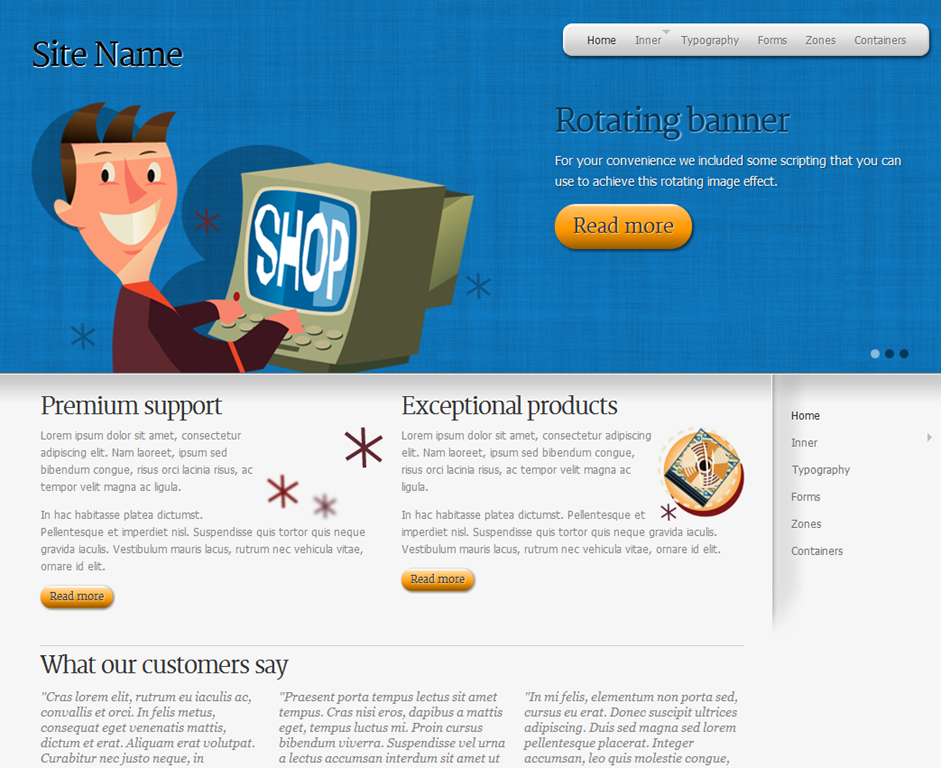 Site Name
Home Inner Typography Forms Zones Containers
Rotating banner
For your convenience we included some scripting that you can
use to achieve this rotating image effect.
Read more
SHOP
Premium support
Lorem ipsum dolor sit amet, consectetur
adipiscing elit. Nam laoreet, ipsum sed
bibendum congue, risus orci lacinia risus, ac
tempor velit magna ac ligula.
In hac habitasse platea dictumst.
Pellentesque et imperdiet nisl. Suspendisse quis tortor quis neque
gravida iaculis. Vestibulum mauris lacus, rutrum nec vehicula vitae,
ornare id elit.
Read more
Exceptional products
Lorem ipsum dolor sit amet, consectetur adipiscing
elit. Nam laoreet, ipsum sed bibendum congue,
risus orci lacinia risus, ac tempor velit magna ac
ligula.
In hac habitasse platea dictumst. Pellentesque et
imperdiet nisl. Suspendisse quis tortor quis neque gravida iaculis.
Vestibulum mauris lacus, rutrum nec vehicula vitae, ornare id elit.
Read more
Home
Inner
Typography
Forms
Zones
Containers
What our customers say
"Cras lorem elit, rutrum eu iaculis ac,
convallis et orci. In felis metus,
consequat eget venenatis mattis,
dictum et erat. Aliquam erat volutpat.
Curabitur nec justo neque, in
"Praesent porta tempus lectus sit amet
tempus. Cras nisi eros, dapibus a mattis
eget, tempus luctus mi. Proin cursus
bibendum viverra. Suspendisse vel urna
a lectus accumsan interdum sit amet ut
"In mi felis, elementum non porta sed,
cursus eu erat. Donec suscipit ultrices
adipiscing. Duis sed magna sed lorem
pellentesque placerat. Integer
accumsan, leo quis molestie congue,